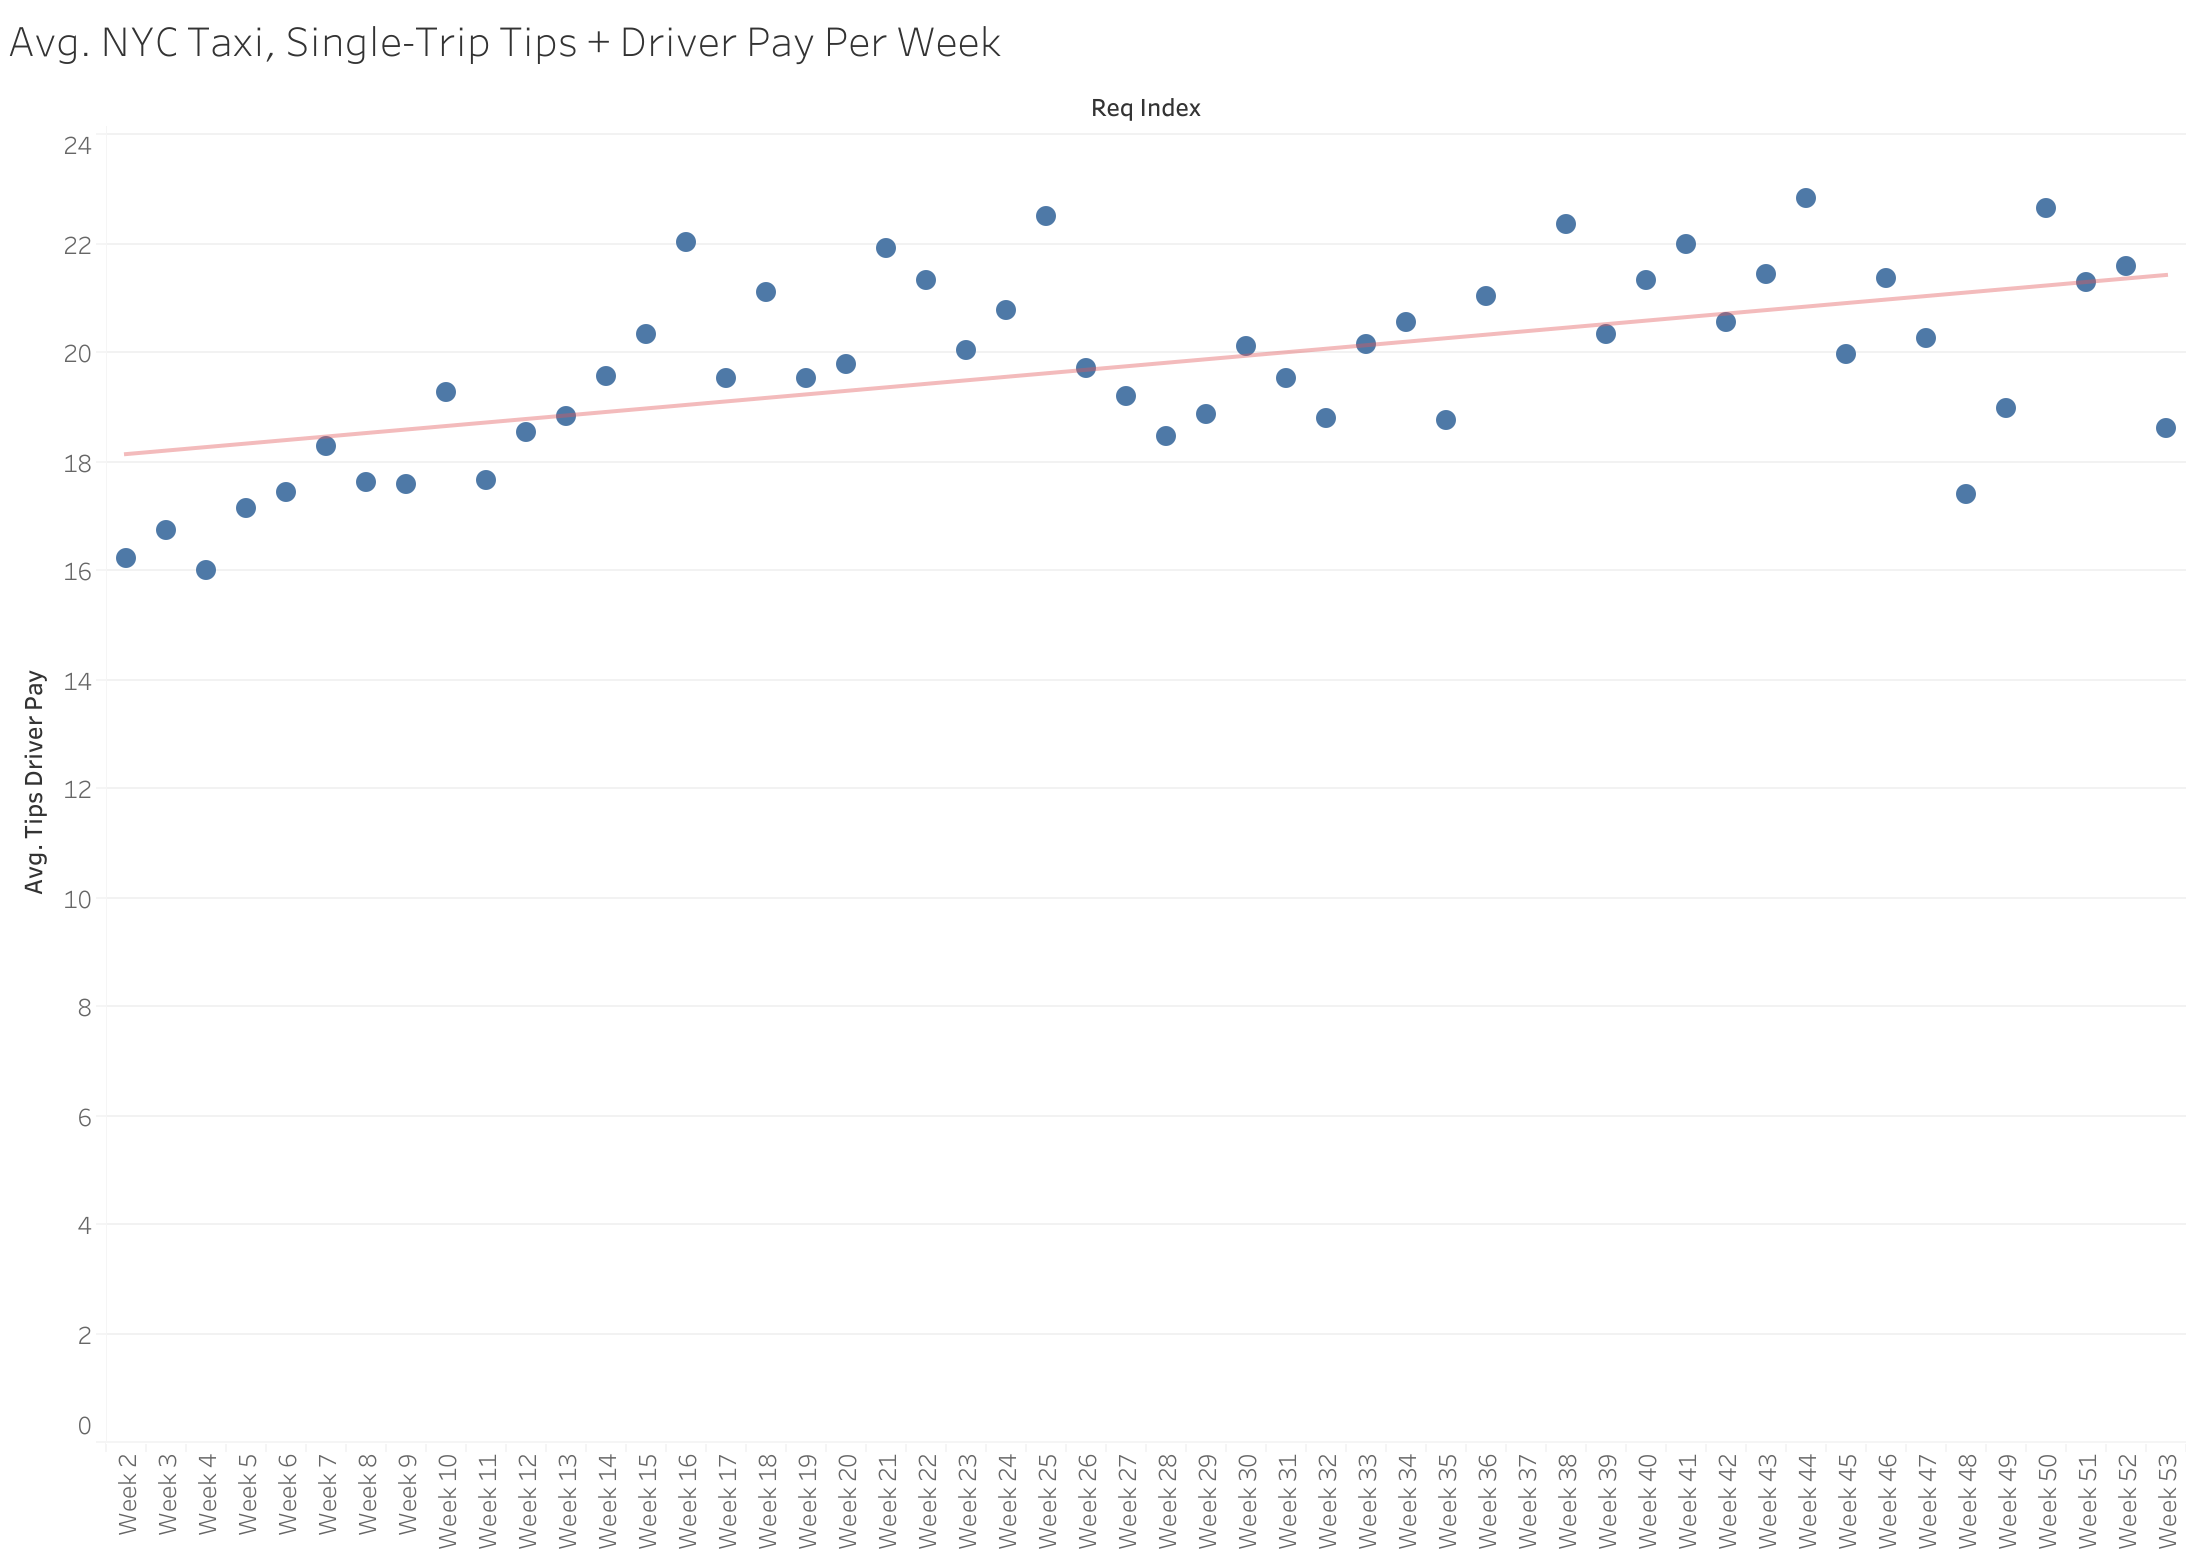 Avg. NYC Taxi, Single-Trip Tips + Driver Pay Per Week
Req Index
24
22
20
18
16
14
12
10
8
6
4
2
0
Avg. Tips Driver Pay
Week 2
Week 3
Week 4
Week 5
Week 6
Week 7
Week 8
Week 9
Week 10
Week 11
Week 12
Week 13
Week 14
Week 15
Week 16
Week 17
Week 18
Week 19
Week 20
Week 21
Week 22
Week 23
Week 24
Week 25
Week 26
Week 27
Week 28
Week 29
Week 30
Week 31
Week 32
Week 33
Week 34
Week 35
Week 36
Week 37
Week 38
Week 39
Week 40
Week 41
Week 42
Week 43
Week 44
Week 45
Week 46
Week 47
Week 48
Week 49
Week 50
Week 51
Week 52
Week 53